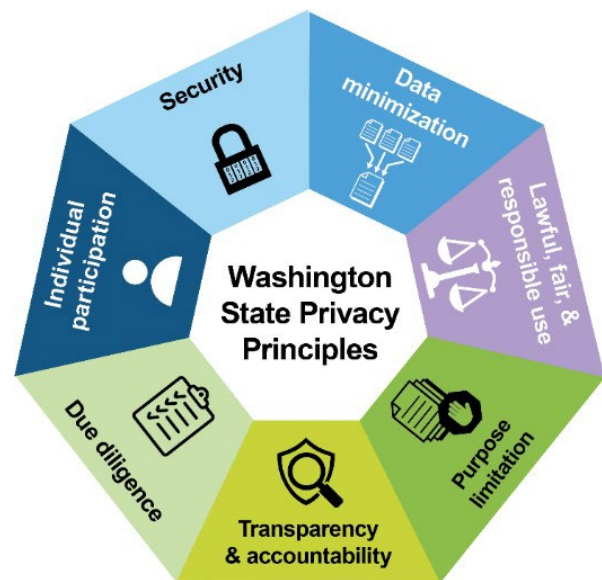 Security
Data
minimization
Lawful, fair, &
responsible use
Purpose
limitation
Transparency
& accountability
Due diligence
Individual
participation
Washington
State Privacy
Principles